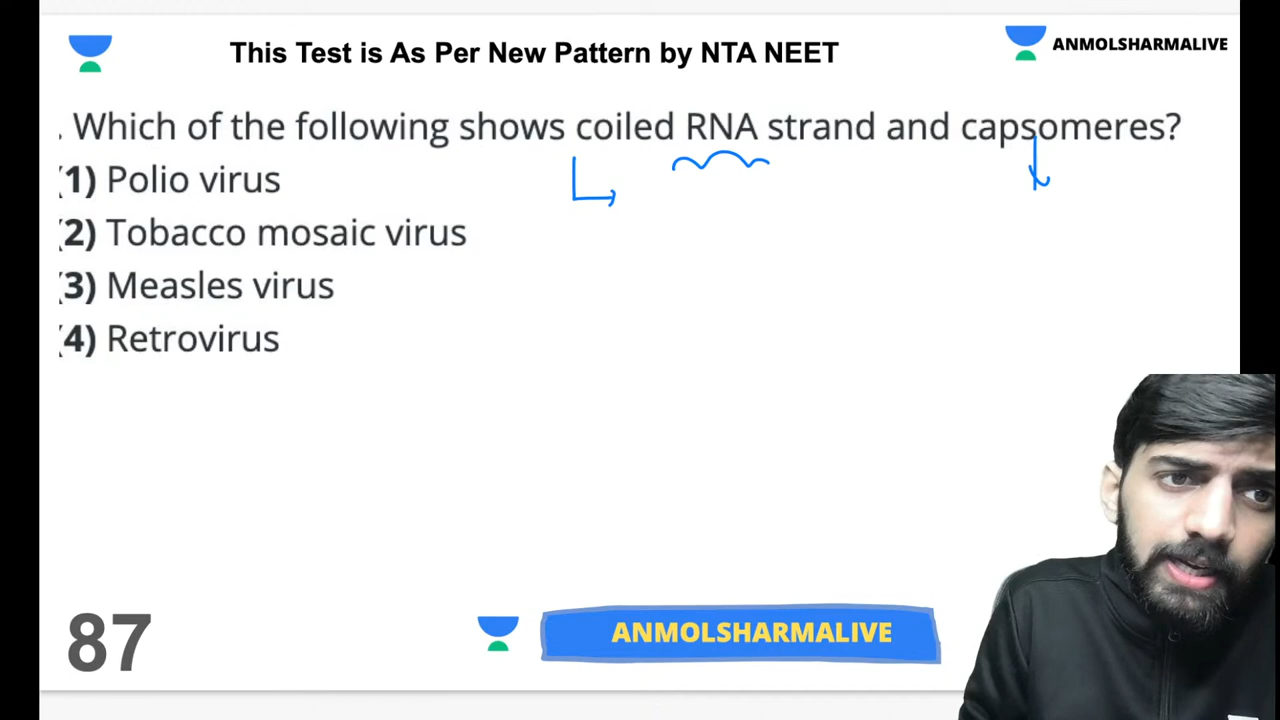 This Test is As Per New Pattern by NTA NEET
ANMOLSHARMALIVE
. Which of the following shows coiled RNA strand and capsomeres?
(1) Polio virus
(2) Tobacco mosaic virus
(3) Measles virus
(4) Retrovirus
87
ANMOLSHARMALIVE